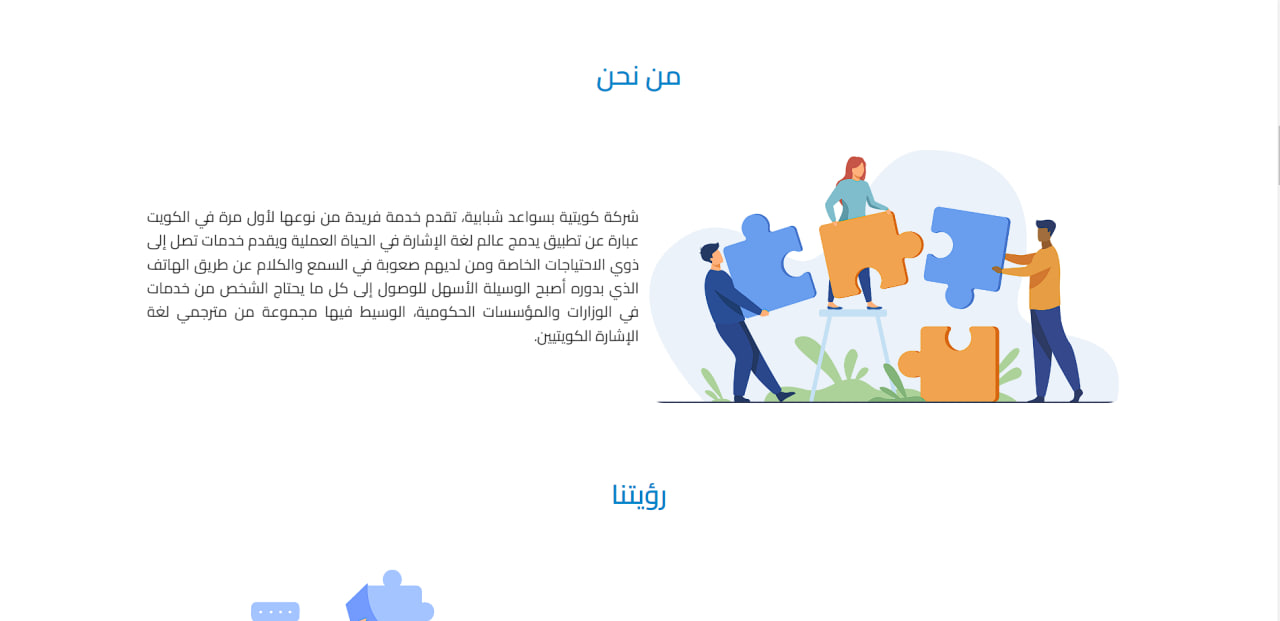 من نحن
شركة كويتية بسواعد شبابية، تقدم خدمة فريدة من نوعها لأول مرة في الكويت
عبارة عن تطبيق يدمج عالم لغة الإشارة في الحياة العملية ويقدم خدمات تصل إلى
ذوي الاحتياجات الخاصة ومن لديهم صعوبة في السمع والكلام عن طريق الهاتف
الذي بدوره أصبح الوسيلة الأسهل للوصول إلى كل ما يحتاج الشخص من خدمات
في الوزارات والمؤسسات الحكومية، الوسيط فيها مجموعة من مترجمي لغة
الإشارة الكويتيين.
رؤيتنا